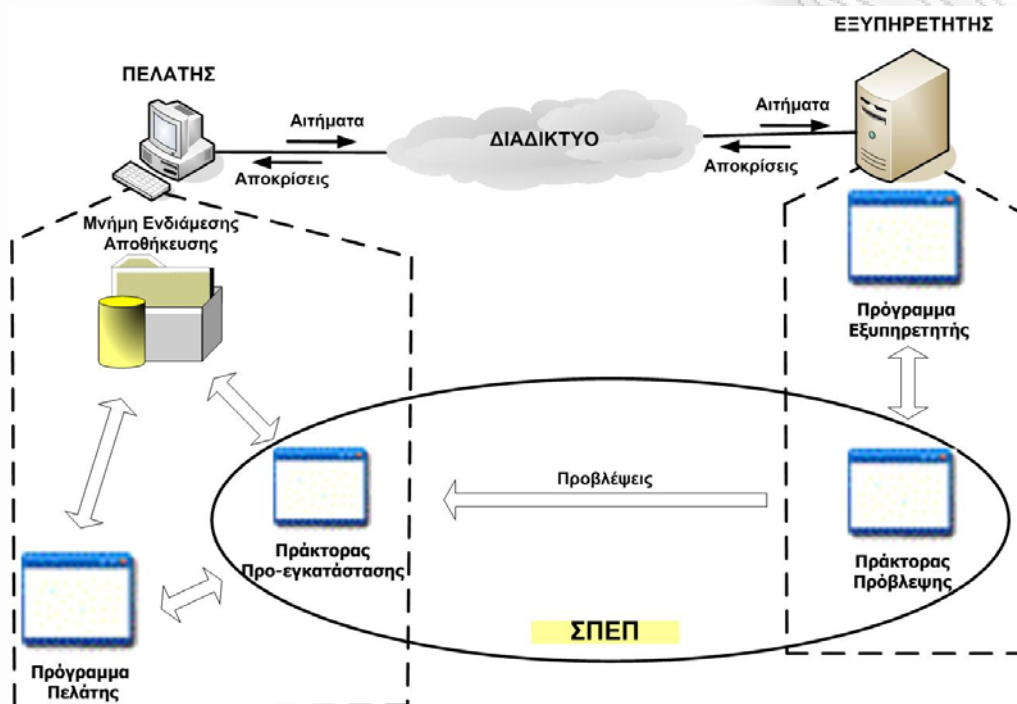 ΕΞΥΠΗΡΕΤΗΤΗΣ
ΠΕΛΑΤΗΣ
Αιτήματα
Αποκρίσεις
ΔΙΑΔΙΚΤΥΟ
Αιτήματα
Αποκρίσεις
Μνήμη Ενδιάμεσης
Αποθήκευσης
Πρόγραμμα
Εξυπηρετητής
Προβλέψεις
Πράκτορας
Προ-εγκατάστασης
Πράκτορας
Πρόβλεψης
ΣΠΕΠ
Πρόγραμμα
Πελάτης